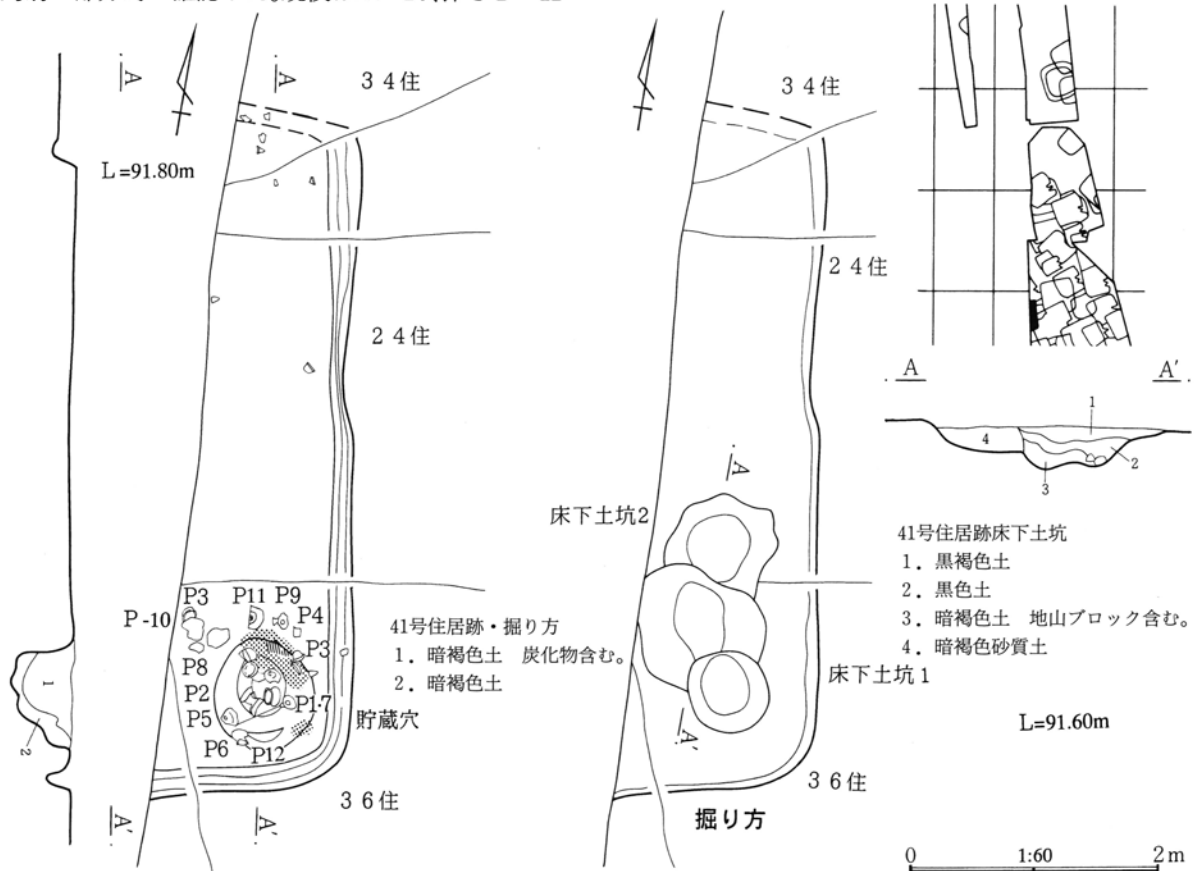 A
A
34住
L=91.80m
24住
P3
P11
P9
P4
P-10
P3
P8
P2
P1·7
P5
P6
P12
貯蔵穴
1
2
36住
A'
A'
41号住居跡・掘り方
1. 暗褐色土 炭化物含む。
2. 暗褐色土
34住
24住
A
床下土坑2
床下土坑1
A'
36住
掘り方
A
A'
1
4
2
3
41号住居跡床下土坑
1. 黒褐色土
2. 黒色土
3. 暗褐色土 地山ブロック含む。
4. 暗褐色砂質土
L=91.60m
0 1:60 2m